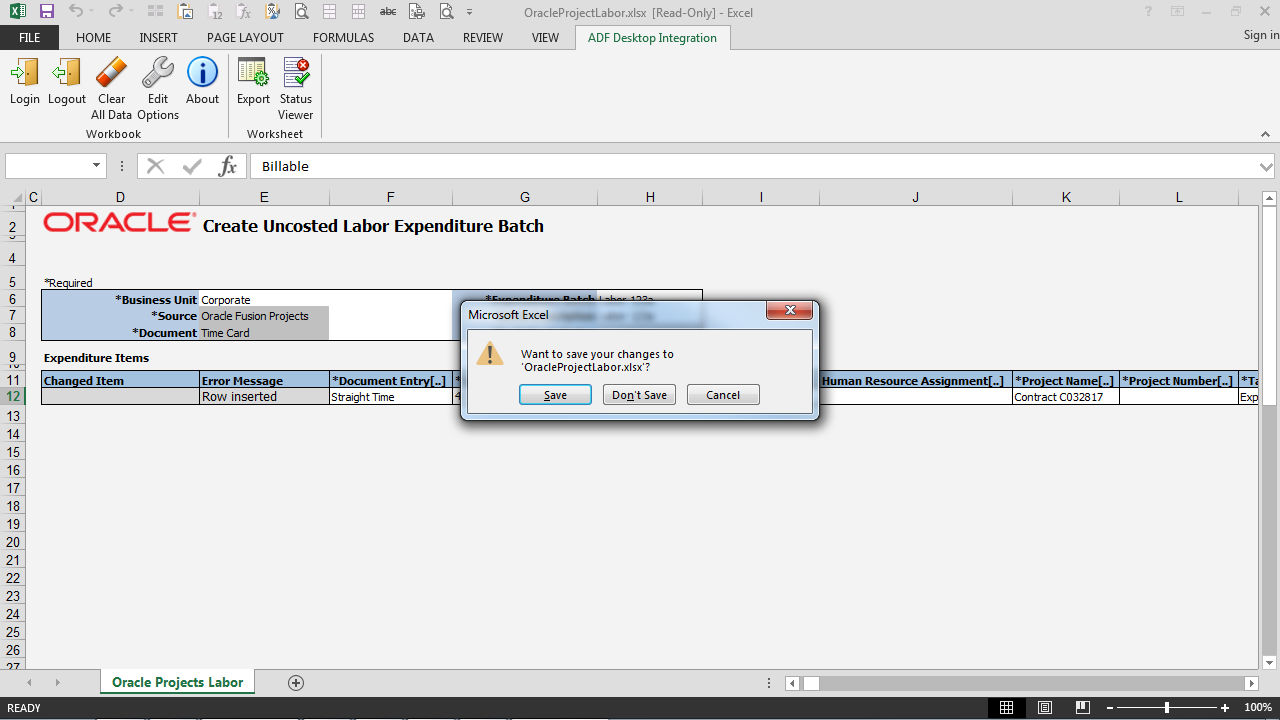 OracleProjectLabor.xlsx [Read-Only] - Excel
FILE HOME INSERT PAGE LAYOUT FORMULAS DATA REVIEW VIEW ADF Desktop Integration Sign in
Login Logout Clear All Data Edit Options About Export Status Viewer
Workbook Worksheet
Billable
C D E F G H I J K L
2 ORACLE Create Uncosted Labor Expenditure Batch
3
4
5 *Required
6 *Business Unit Corporate *Expenditure Batch Labor 123a
7 *Source Oracle Fusion Projects
8 *Document Time Card
9 Expenditure Items
10
11 Changed Item Error Message *Document Entry[..] Human Resource Assignment[..] *Project Name[..] *Project Number[..] *Ta
12 Row inserted Straight Time 4 Contract C032817 Exp
Microsoft Excel
Want to save your changes to
'OracleProjectLabor.xlsx'?
Save Don't Save Cancel
13
14
15
16
17
18
19
20
21
22
23
24
25
26
27
Oracle Projects Labor
READY 100%